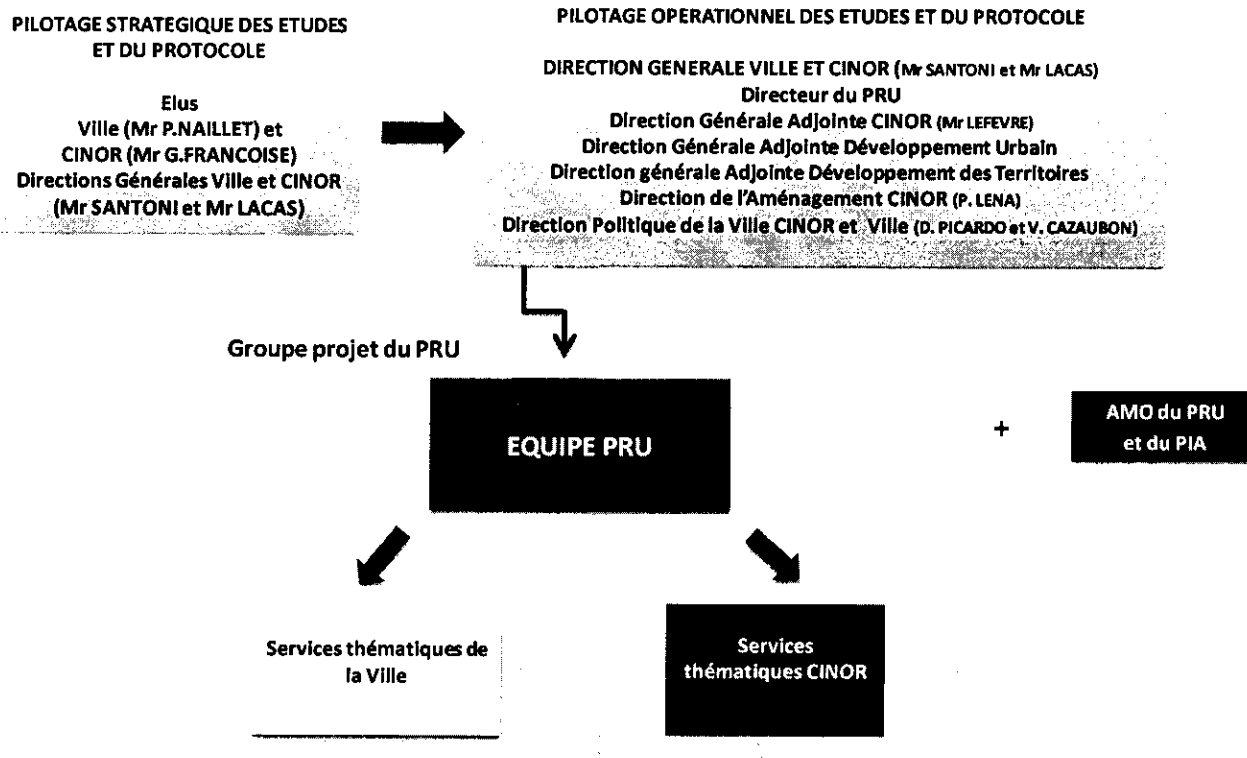 PILOTAGE STRATEGIQUE DES ETUDES
ET DU PROTOCOLE
Elus
Ville (Mr P.NAILLET) et
CINOR (Mr G.FRANCOISE)
Directions Générales Ville et CINOR
(Mr SANTONI et Mr LACAS)
PILOTAGE OPERATIONNEL DES ETUDES ET DU PROTOCOLE
DIRECTION GENERALE VILLE ET CINOR (Mr SANTONI et Mr LACAS)
Directeur du PRU
Direction Générale Adjointe CINOR (Mr LEFEVRE)
Direction Générale Adjointe Développement Urbain
Direction générale Adjointe Développement des Territoires
Direction de l'Aménagement CINOR (P. LENA)
Direction Politique de la Ville CINOR et Ville (D. PICARDO et V. CAZAUBON)
Groupe projet du PRU
EQUIPE PRU
+
AMO du PRU
et du PIA
Services thématiques de
la Ville
Services
thématiques CINOR